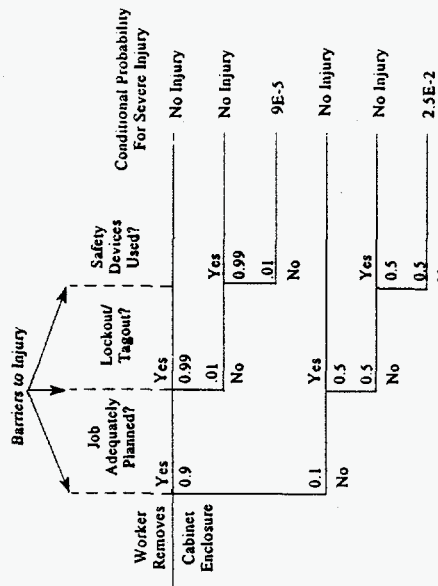 Barriers to Injury
Worker
Removes
Cabinet
Enclosure
Job
Adequately
Planned?
Lockout/
Tagout?
Safety
Devices
Used?
Conditional Probability
For Severe Injury
Yes
0.9
0.1
No
Yes
0.99
.01
No
Yes
0.99
.01
No
Yes
0.5
0.5
No
Yes
0.5
0.5
No Injury
No Injury
9E-5
No Injury
No Injury
2.5E-2